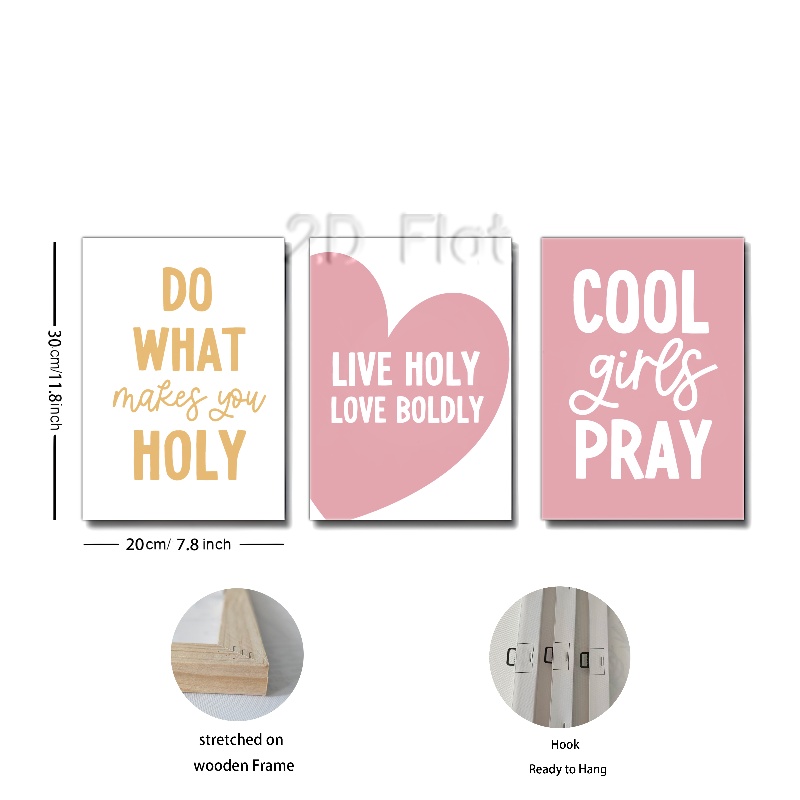 2D Flat
DO
WHAT
makes you
HOLY
LIVE HOLY
LOVE BOLDLY
COOL
girls
PRAY
30cm/11.8inch
20cm/ 7.8 inch
stretched on
wooden Frame
Hook
Ready to Hang